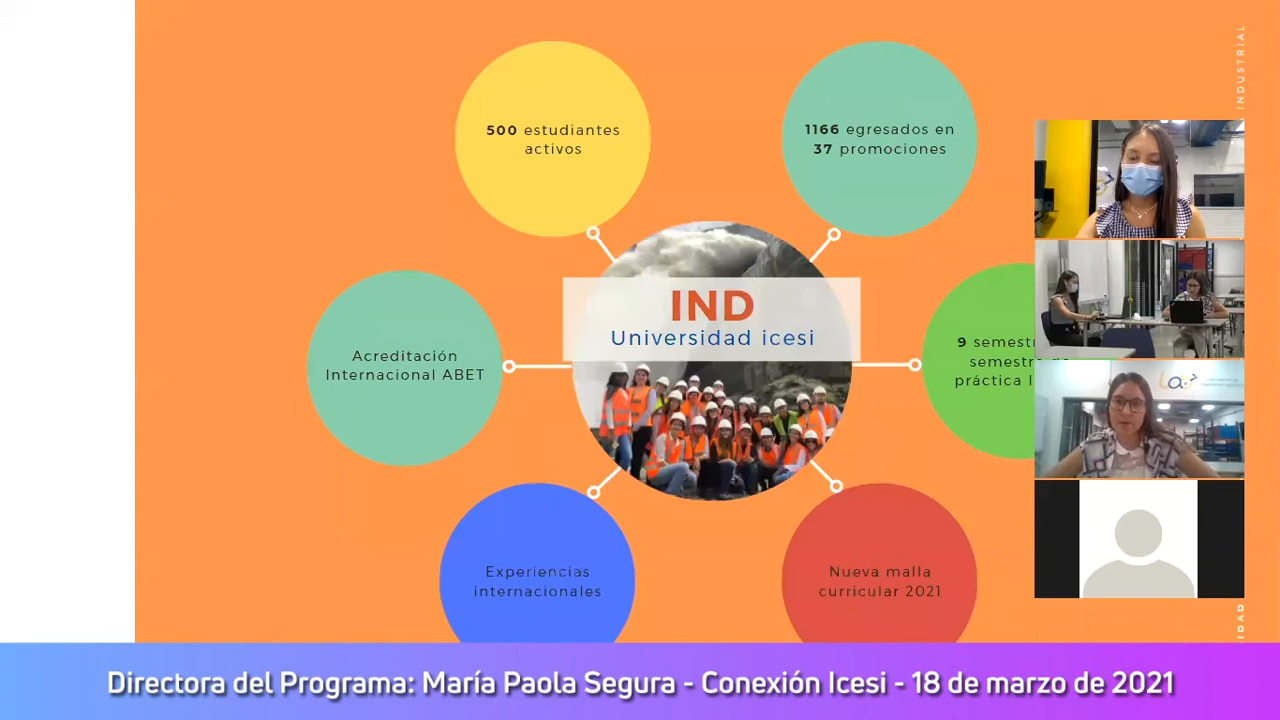 INDUSTRIAL
500 estudiantes
activos
1166 egresados en
37 promociones
IND
Universidad icesi
Acreditación
Internacional ABET
9
semestre
práctica
Experiencias
internacionales
Nueva malla
curricular 2021
Lab
Directora del Programa: María Paola Segura - Conexión Icesi - 18 de marzo de 2021